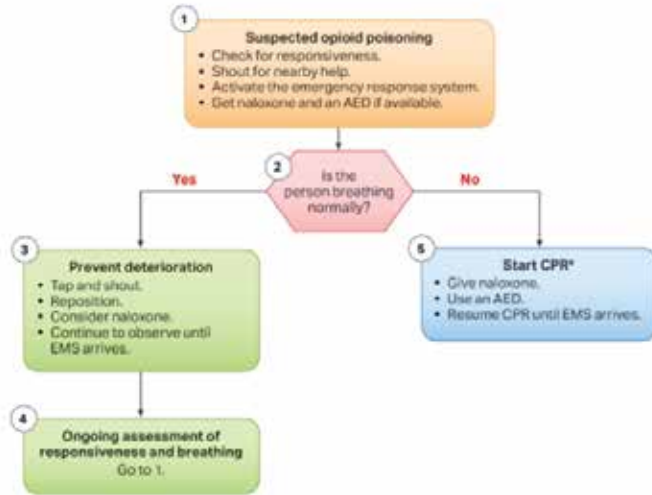 1
Suspected opioid poisoning
• Check for responsiveness.
• Shout for nearby help.
• Activate the emergency response system.
• Get naloxone and an AED if available.
2
Is the
person breathing
normally?
Yes
No
3
Prevent deterioration
• Tap and shout.
• Reposition.
• Consider naloxone.
• Continue to observe until
EMS arrives.
5
Start CPR*
• Give naloxone.
• Use an AED.
• Resume CPR until EMS arrives.
4
Ongoing assessment of
responsiveness and breathing
Go to 1.